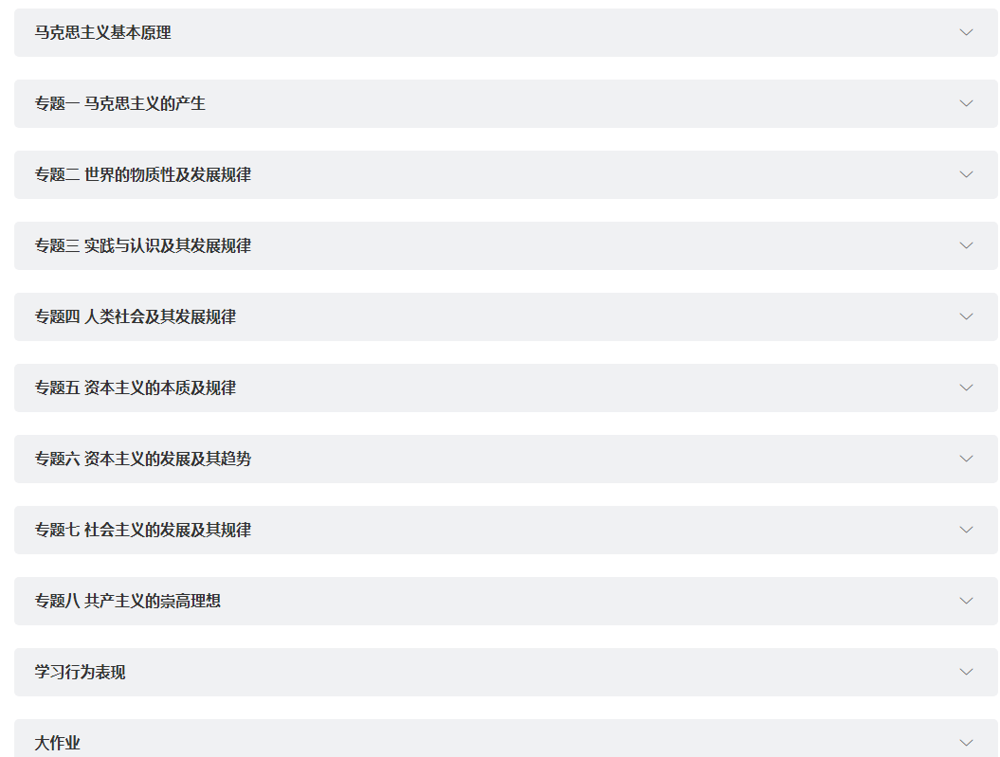 马克思主义基本原理
专题一 马克思主义的产生
专题二 世界的物质性及发展规律
专题三 实践与认识及其发展规律
专题四 人类社会及其发展规律
专题五 资本主义的本质及规律
专题六 资本主义的发展及其趋势
专题七 社会主义的发展及其规律
专题八 共产主义的崇高理想
学习行为表现
大作业